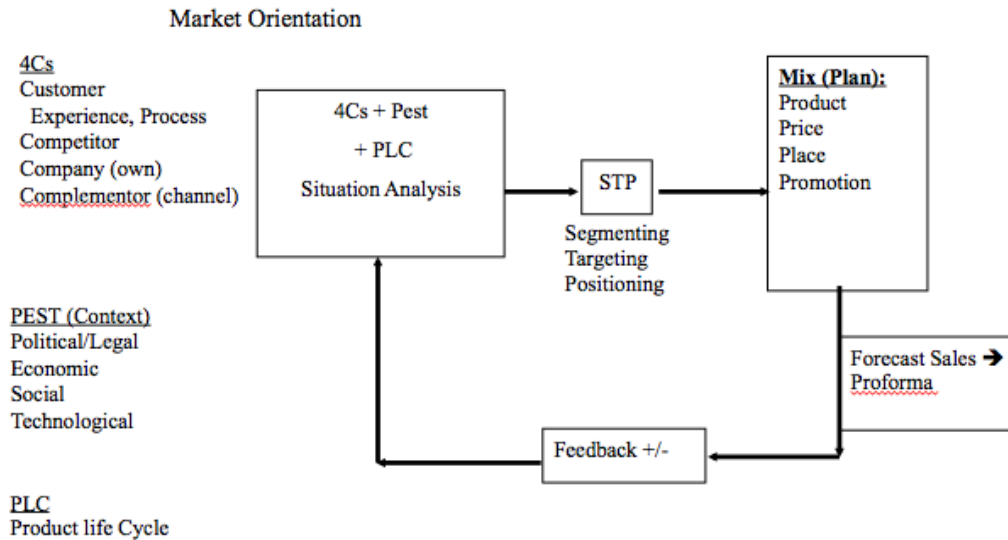 Market Orientation
4Cs
Customer
Experience, Process
Competitor
Company (own)
Complementor (channel)
4Cs + Pest
+ PLC
Situation Analysis
STP
Segmenting
Targeting
Positioning
Mix (Plan):
Product
Price
Place
Promotion
PEST (Context)
Political/Legal
Economic
Social
Technological
Forecast Sales ➔
Proforma
Feedback +/-
PLC
Product life Cycle